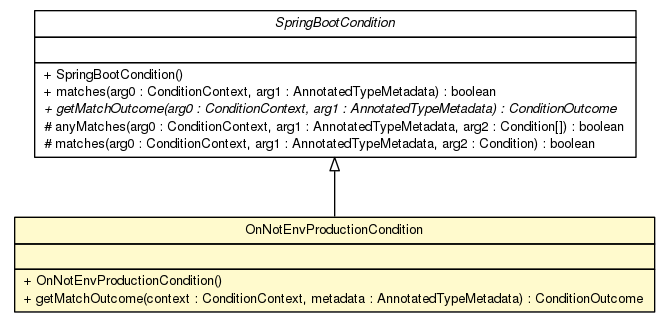 SpringBootCondition
+ SpringBootCondition()
+ matches(arg0 : ConditionContext, arg1 : AnnotatedTypeMetadata) : boolean
+ getMatchOutcome(arg0 : ConditionContext, arg1 : AnnotatedTypeMetadata) : ConditionOutcome
# anyMatches(arg0 : ConditionContext, arg1 : AnnotatedTypeMetadata, arg2 : Condition[]) : boolean
# matches(arg0 : ConditionContext, arg1 : AnnotatedTypeMetadata, arg2 : Condition) : boolean
OnNotEnvProductionCondition
+ OnNotEnvProductionCondition()
+ getMatchOutcome(context : ConditionContext, metadata : AnnotatedTypeMetadata) : ConditionOutcome